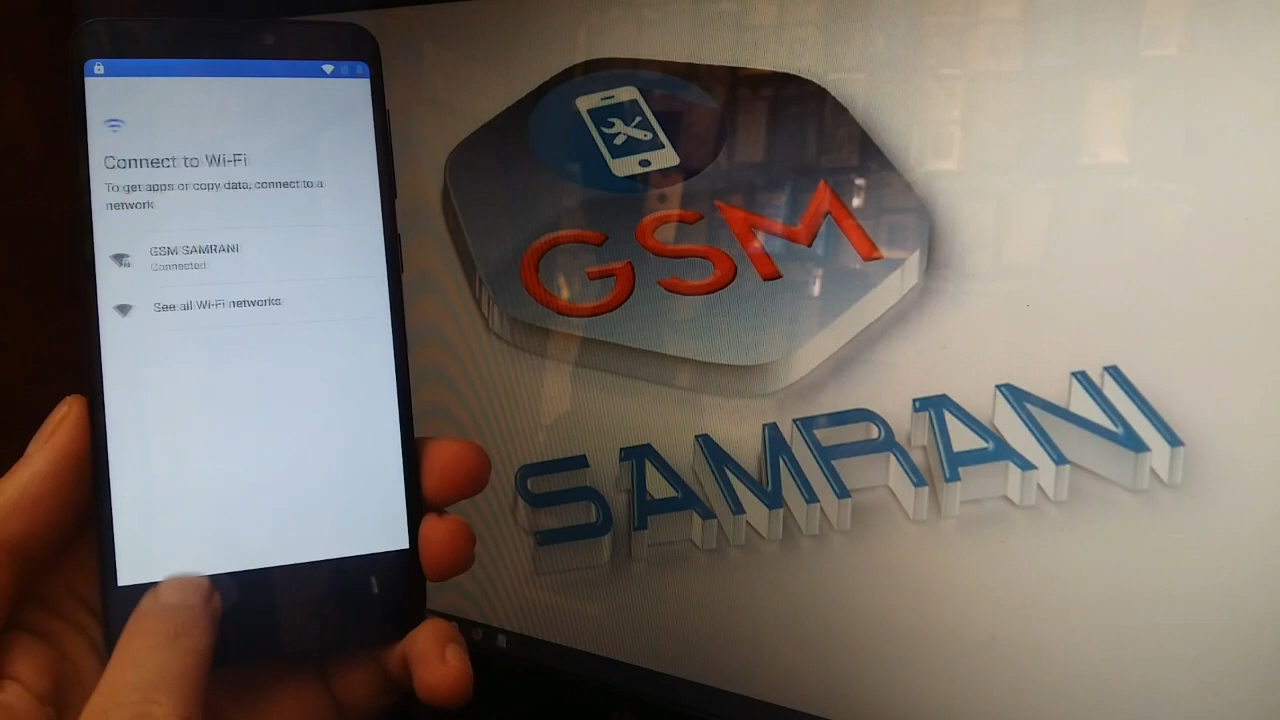 Connect to Wi-Fi
To get apps or copy data, connect to a
network
GSM SAMRANI
Connected
See all Wi-Fi networks
GSM
SAMRANI